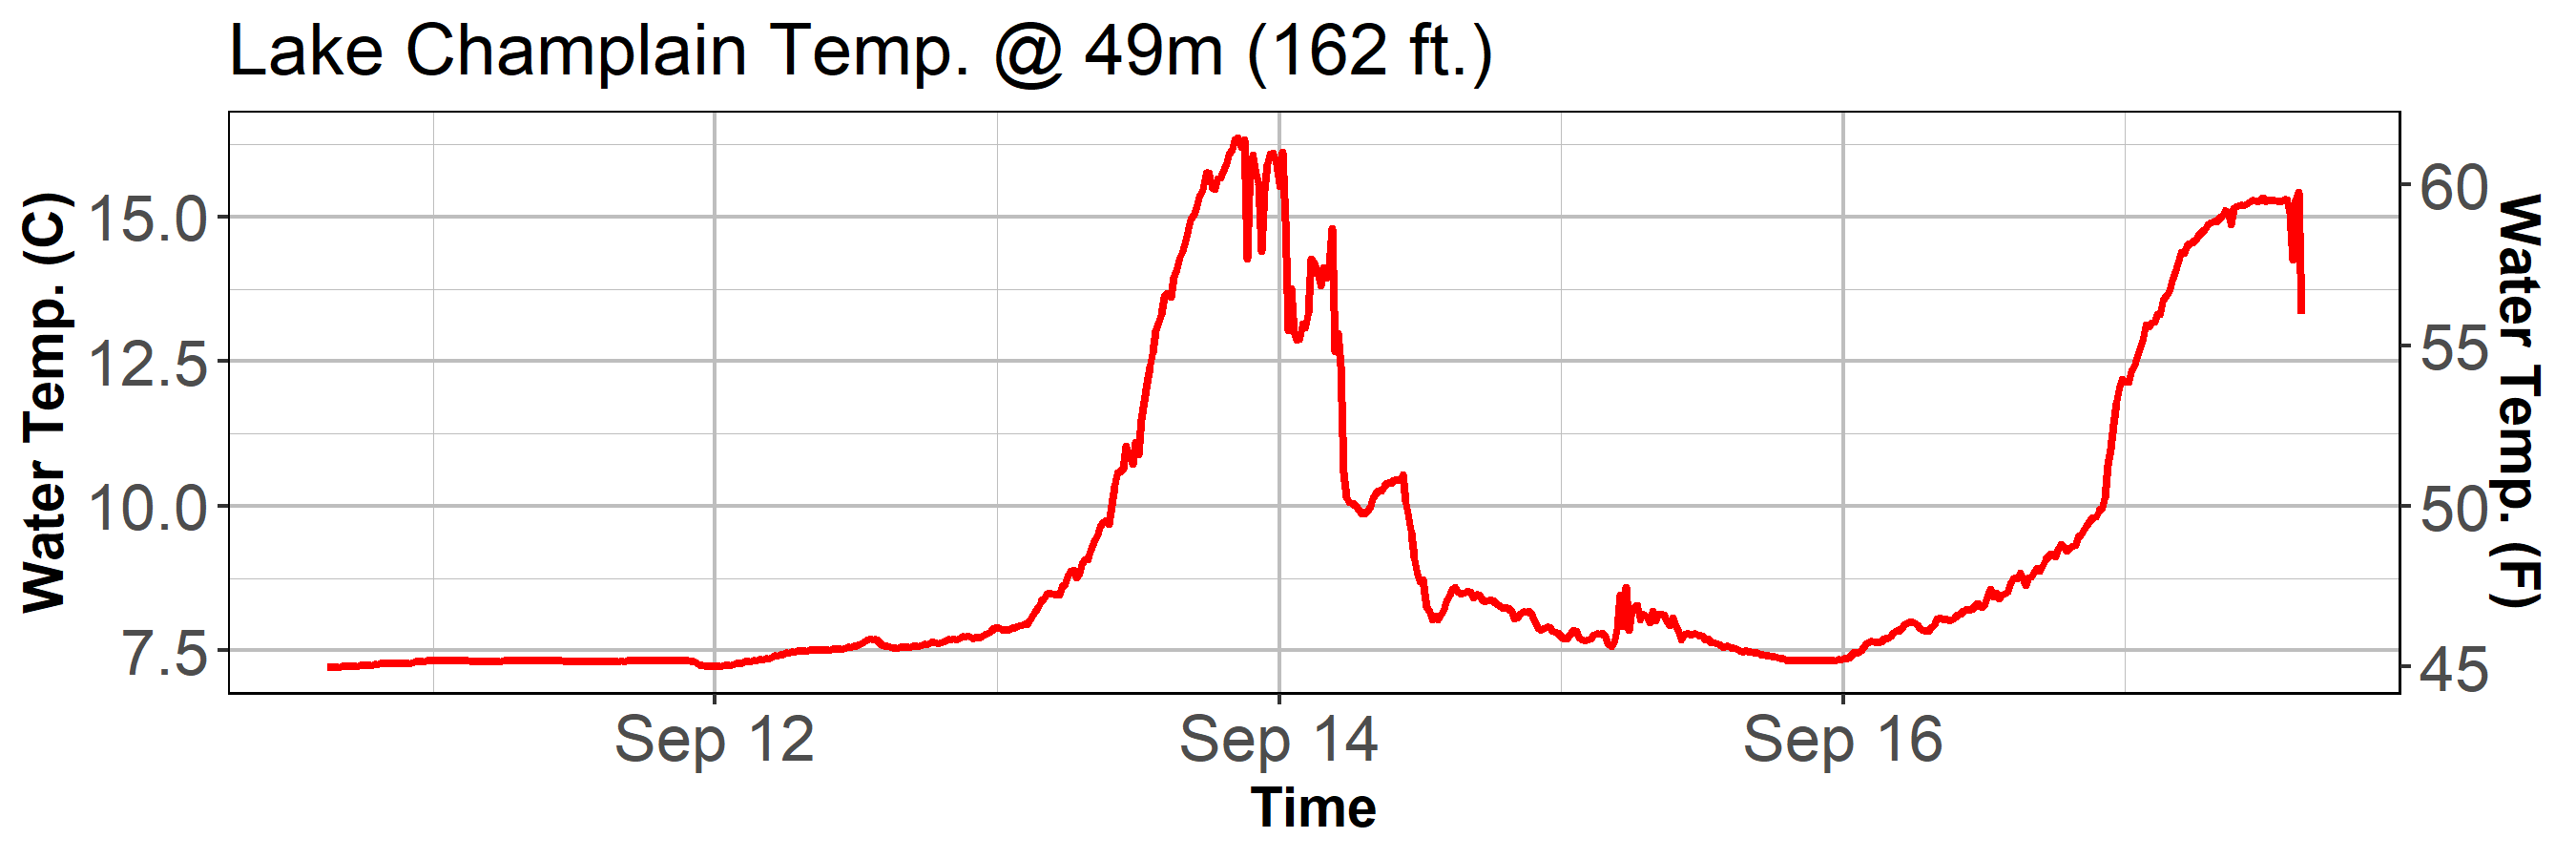 Lake Champlain Temp. @ 49m (162 ft.)
Water Temp. (C)
15.0
12.5
10.0
7.5
60
55
50
45
Water Temp. (F)
Sep 12 Sep 14 Sep 16
Time